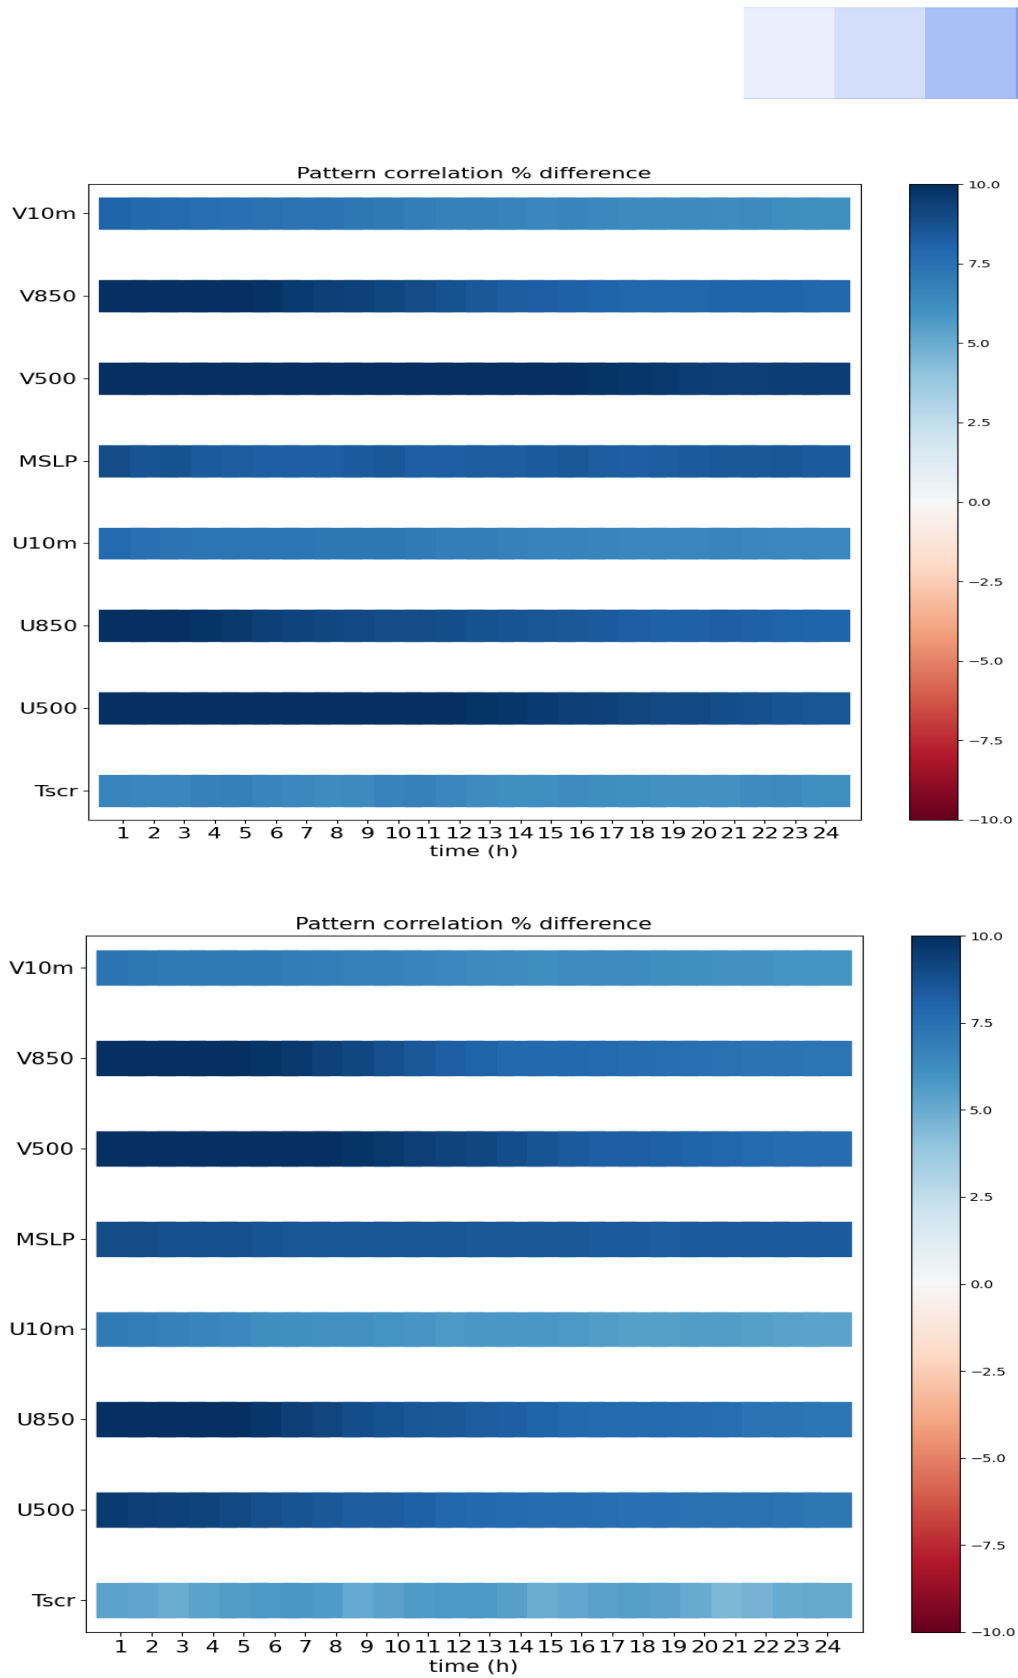 Pattern correlation % difference
V10m
V850
V500
MSLP
U10m
U850
U500
Tscr
1 2 3 4 5 6 7 8 9 10 11 12 13 14 15 16 17 18 19 20 21 22 23 24
time (h)
10.0
7.5
5.0
2.5
0.0
−2.5
−5.0
−7.5
−10.0
Pattern correlation % difference
V10m
V850
V500
MSLP
U10m
U850
U500
Tscr
1 2 3 4 5 6 7 8 9 10 11 12 13 14 15 16 17 18 19 20 21 22 23 24
time (h)
10.0
7.5
5.0
2.5
0.0
−2.5
−5.0
−7.5
−10.0